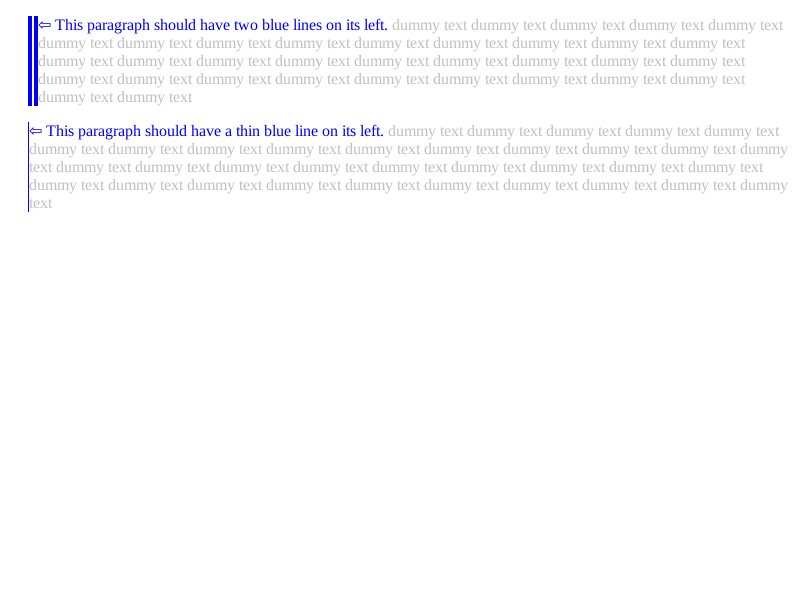 ⇦ This paragraph should have two blue lines on its left. dummy text dummy text dummy text dummy text dummy text
dummy text dummy text dummy text dummy text dummy text dummy text dummy text dummy text dummy text
dummy text dummy text dummy text dummy text dummy text dummy text dummy text dummy text dummy text
dummy text dummy text dummy text dummy text dummy text dummy text dummy text dummy text dummy text
dummy text dummy text
⇦ This paragraph should have a thin blue line on its left. dummy text dummy text dummy text dummy text dummy text
dummy text dummy text dummy text dummy text dummy text dummy text dummy text dummy text dummy text dummy
text dummy text dummy text dummy text dummy text dummy text dummy text dummy text dummy text dummy text
dummy text dummy text dummy text dummy text dummy text dummy text dummy text dummy text dummy text dummy
text